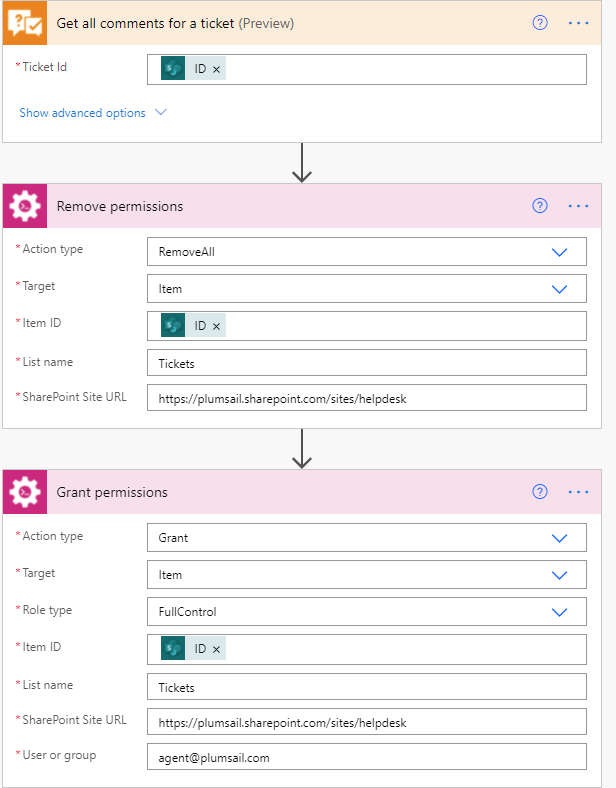 Get all comments for a ticket (Preview)
* Ticket Id
ID ×
Show advanced options
Remove permissions
* Action type
RemoveAll
* Target
Item
* Item ID
ID ×
* List name
Tickets
* SharePoint Site URL
https://plumsail.sharepoint.com/sites/helpdesk
Grant permissions
* Action type
Grant
* Target
Item
* Role type
FullControl
* Item ID
ID ×
* List name
Tickets
* SharePoint Site URL
https://plumsail.sharepoint.com/sites/helpdesk
* User or group
agent@plumsail.com